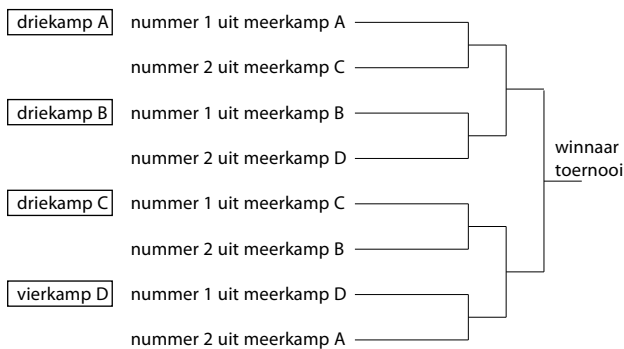 driekamp A nummer 1 uit meerkamp A
nummer 2 uit meerkamp C
driekamp B nummer 1 uit meerkamp B
nummer 2 uit meerkamp D
driekamp C nummer 1 uit meerkamp C
nummer 2 uit meerkamp B
vierkamp D nummer 1 uit meerkamp D
nummer 2 uit meerkamp A
winnaar
toernooi